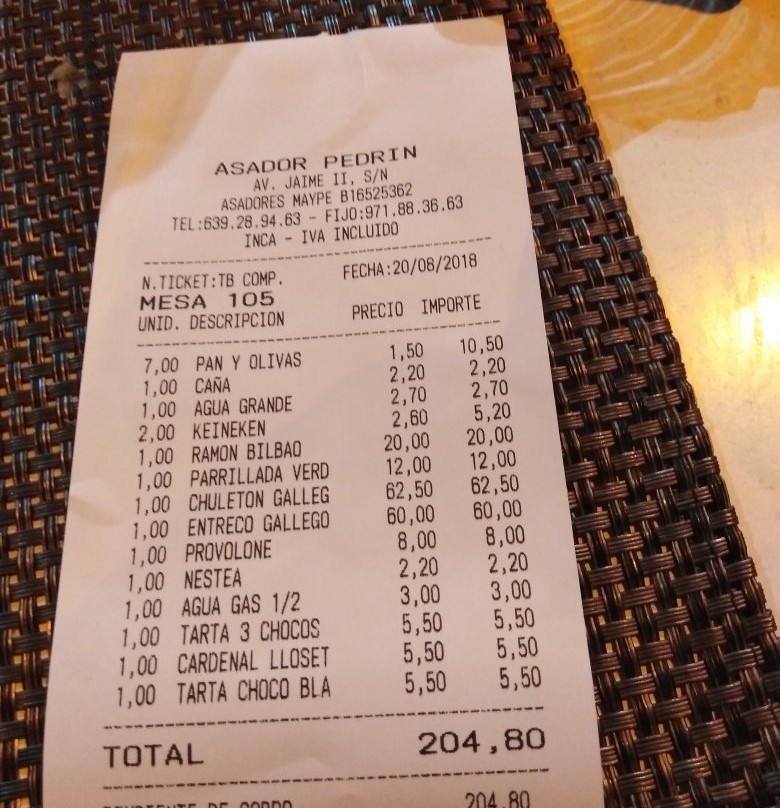 ASADOR PEDRIN
AV. JAIME II, S/N
ASADORES MAYPE B16525362
TEL:639.28.94.63 - FIJO:971.88.36.63
INCA - IVA INCLUIDO
N.TICKET:TB COMP. FECHA:20/08/2018
MESA 105
UNID. DESCRIPCION PRECIO IMPORTE
7,00 PAN Y OLIVAS 1,50 10,50
1,00 CAÑA 2,20 2,20
1,00 AGUA GRANDE 2,70 2,70
2,00 KEINEKEN 2,60 5,20
1,00 RAMON BILBAO 20,00 20,00
1,00 PARRILLADA VERD 12,00 12,00
1,00 CHULETON GALLEG 62,50 62,50
1,00 ENTRECO GALLEGO 60,00 60,00
1,00 PROVOLONE 8,00 8,00
1,00 NESTEA 2,20 2,20
1,00 AGUA GAS 1/2 3,00 3,00
1,00 TARTA 3 CHOCOS 5,50 5,50
1,00 CARDENAL LLOSET 5,50 5,50
1,00 TARTA CHOCO BLA 5,50 5,50
TOTAL 204,80
PENDIENTE DE COBRO 204,80